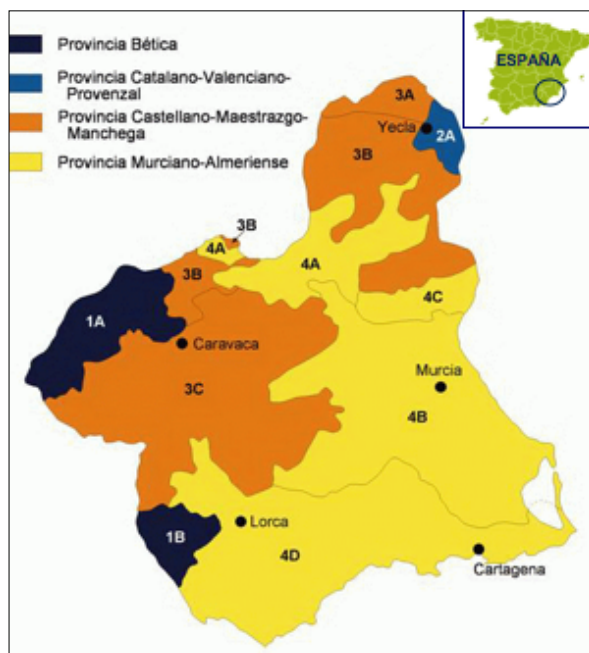 Provincia Bética
Provincia Catalano-Valenciano-
Provenzal
Provincia Castellano-Maestrazgo-
Manchega
Provincia Murciano-Almeriense
ESPAÑA
3A
Yecla
2A
3B
3B
4A
4A
3B
4C
1A
Caravaca
Murcia
3C
4B
1B
Lorca
4D
Cartagena